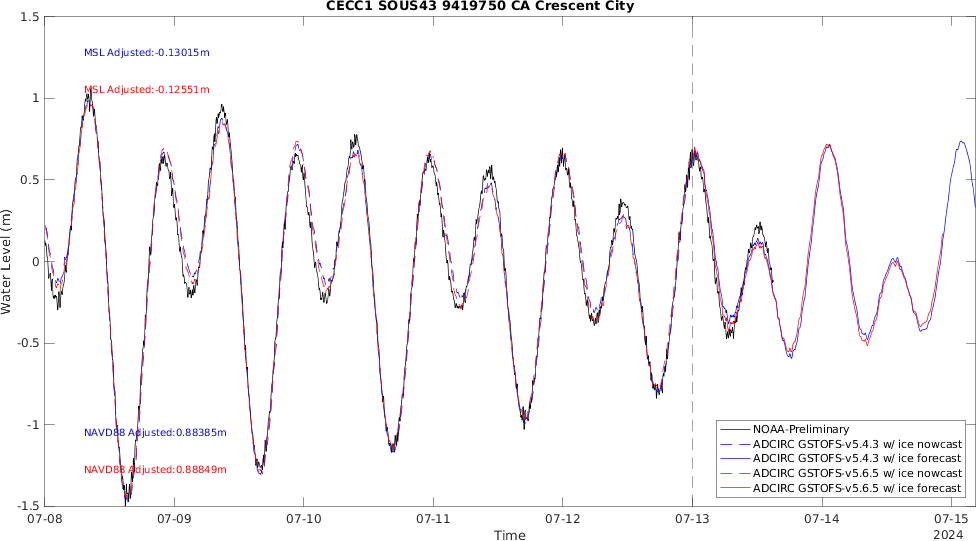 CECC1 SOUS43 9419750 CA Crescent City
1.5
1
0.5
0
-0.5
-1
-1.5
Water Level (m)
MSL Adjusted:-0.13015m
MSL Adjusted:-0.12551m
NAVD88 Adjusted:0.88385m
NAVD88 Adjusted:0.88849m
NOAA-Preliminary
ADCIRC GSTOFS-v5.4.3 w/ ice nowcast
ADCIRC GSTOFS-v5.4.3 w/ ice forecast
ADCIRC GSTOFS-v5.6.5 w/ ice nowcast
ADCIRC GSTOFS-v5.6.5 w/ ice forecast
07-08 07-09 07-10 07-11 07-12 07-13 07-14 07-15
Time
2024